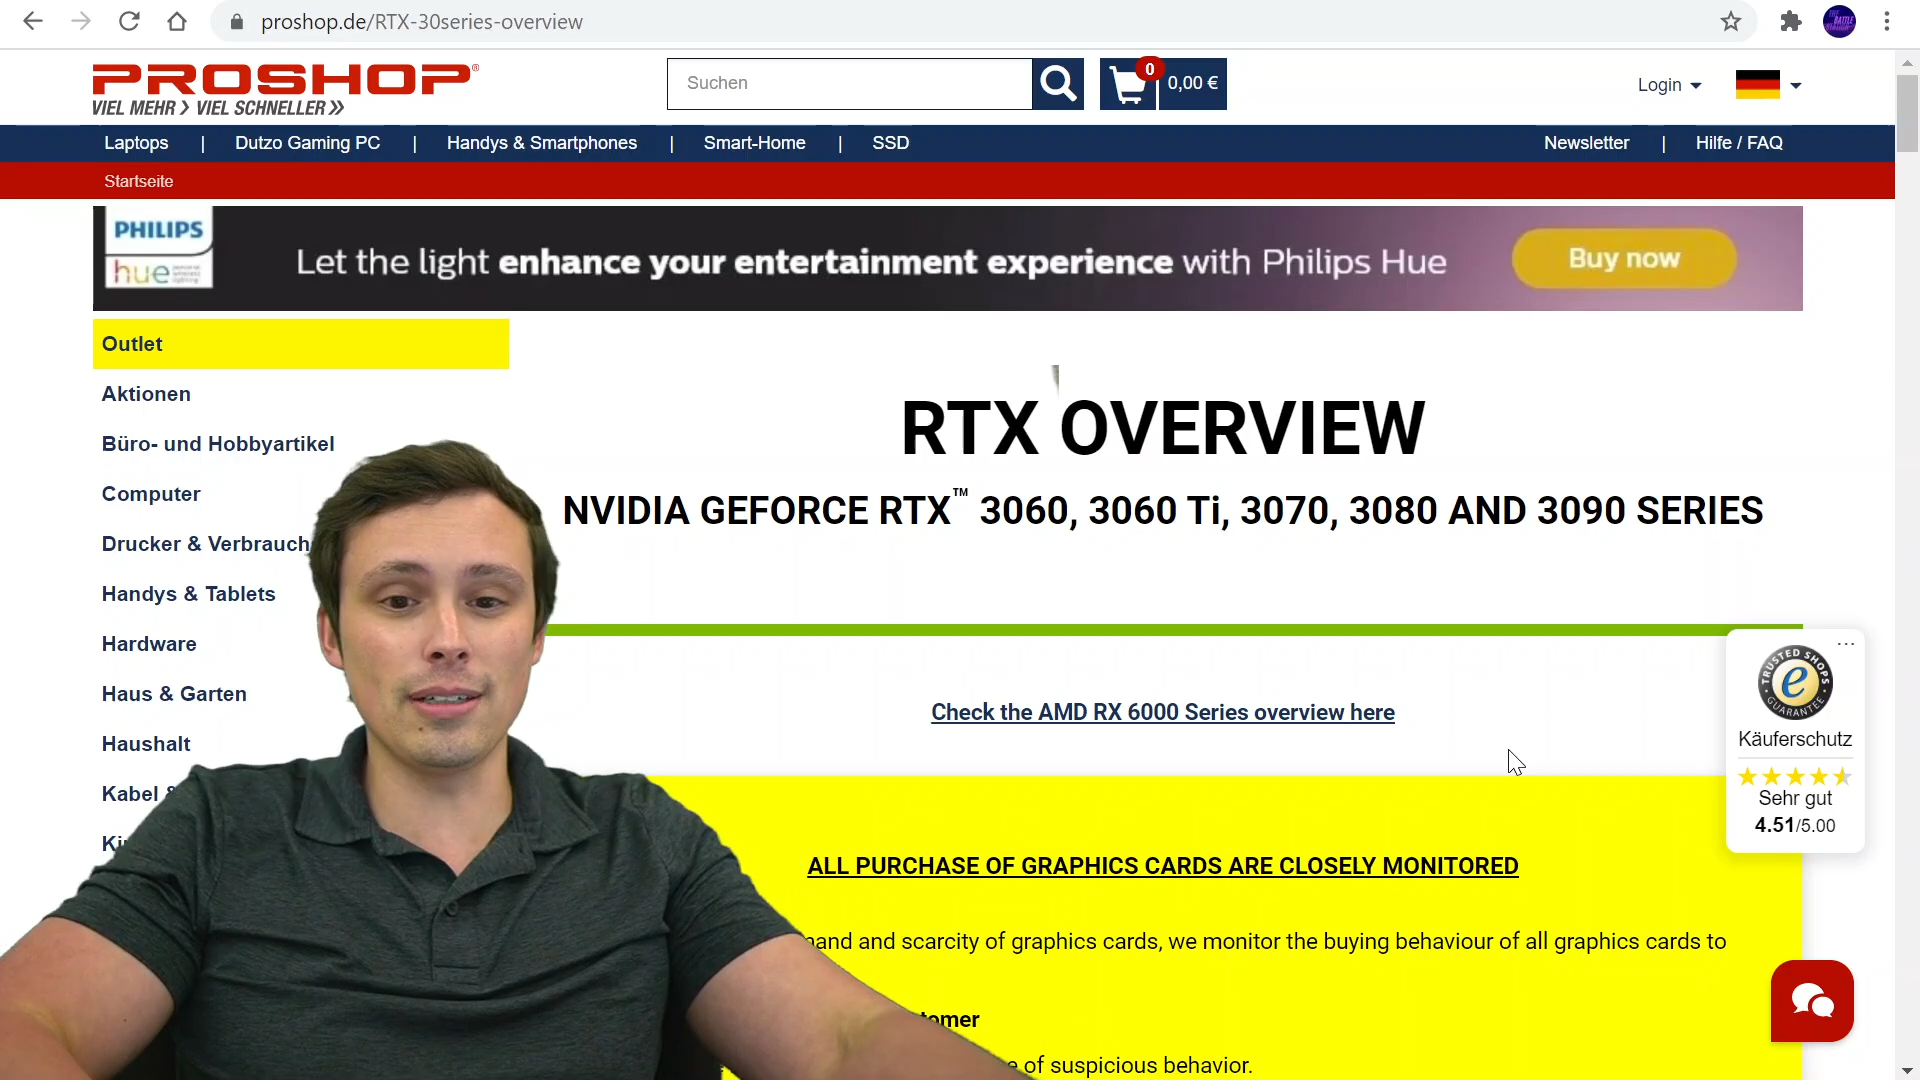 proshop.de/RTX-30series-overview
PROSHOP®
VIEL MEHR > VIEL SCHNELLER >>
Suchen
0
0,00 €
Login
Laptops | Dutzo Gaming PC | Handys & Smartphones | Smart-Home | SSD
Newsletter | Hilfe / FAQ
Startseite
PHILIPS
hue
Let the light enhance your entertainment experience with Philips Hue
Buy now
Outlet
Aktionen
Büro- und Hobbyartikel
Computer
Drucker & Verbrauch
Handys & Tablets
Hardware
Haus & Garten
Haushalt
Kabel
RTX OVERVIEW
NVIDIA GEFORCE RTX™ 3060, 3060 Ti, 3070, 3080 AND 3090 SERIES
Check the AMD RX 6000 Series overview here
ALL PURCHASE OF GRAPHICS CARDS ARE CLOSELY MONITORED
and scarcity of graphics cards, we monitor the buying behaviour of all graphics cards to
tomer
of suspicious behavior.
...
TRUSTED SHOPS
e
GUARANTEE
Käuferschutz
Sehr gut
4.51/5.00